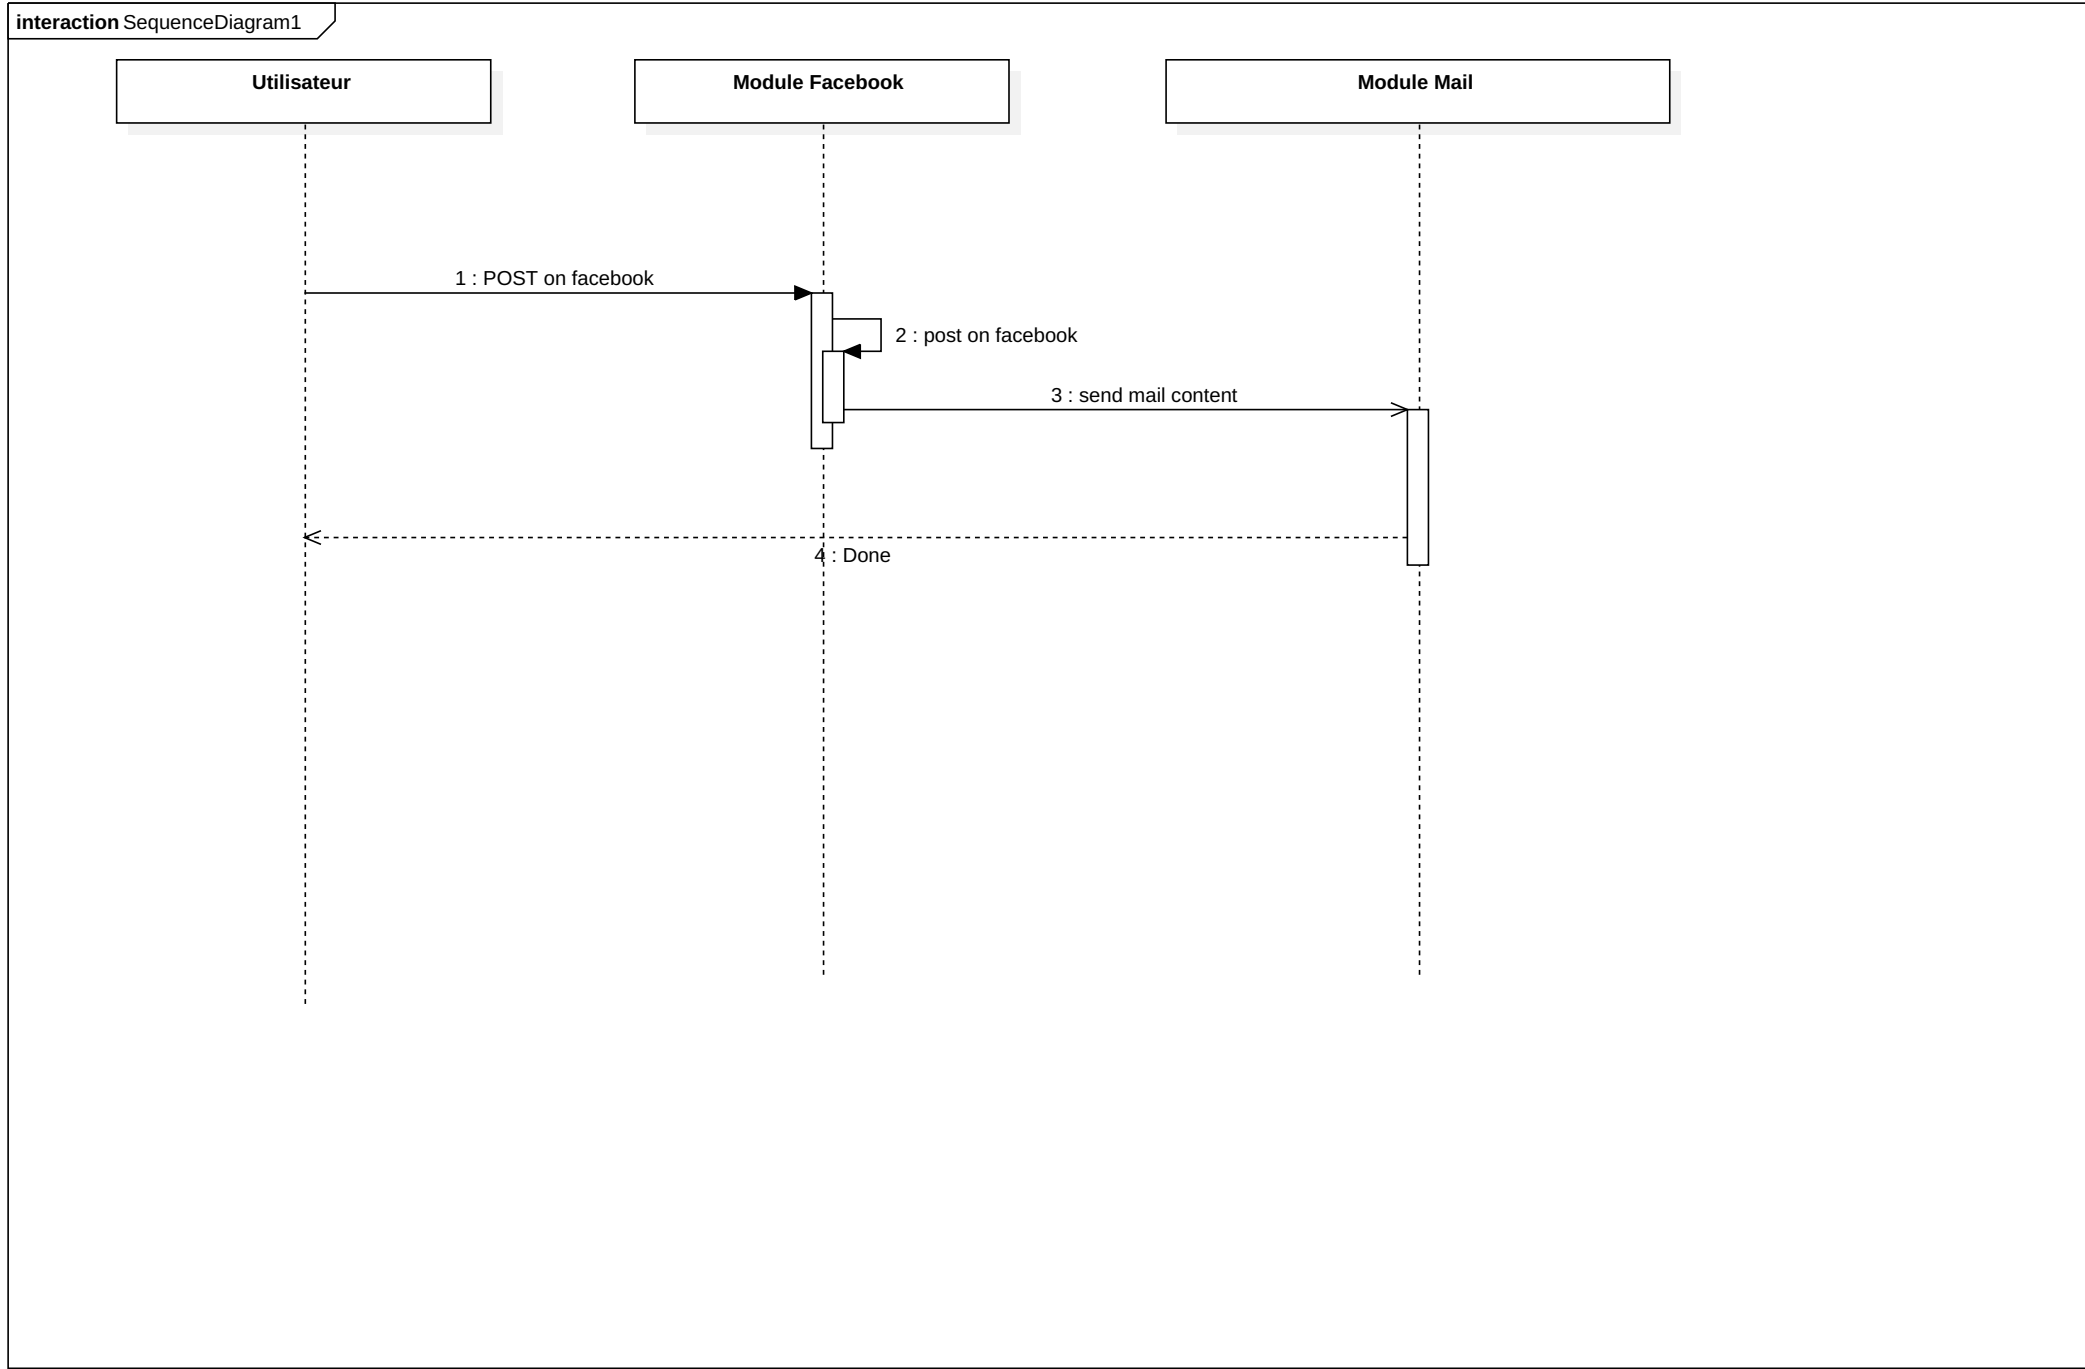 interaction SequenceDiagram1
Utilisateur
Module Facebook
Module Mail
1 : POST on facebook
2 : post on facebook
3 : send mail content
4 : Done